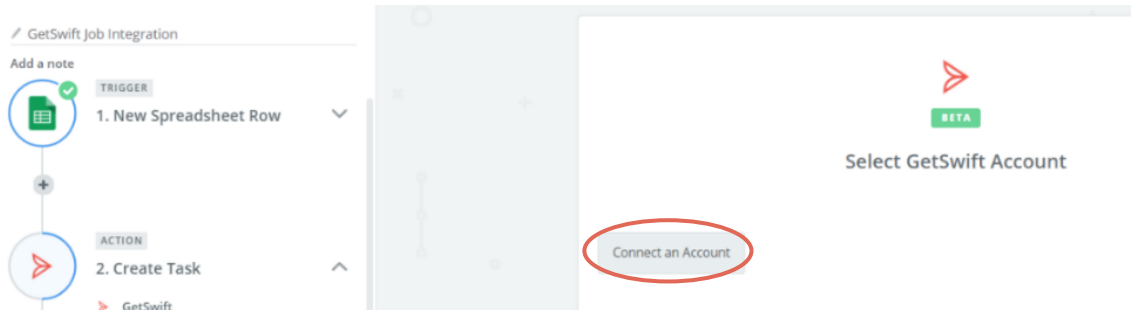 GetSwift Job Integration
Add a note
TRIGGER
1. New Spreadsheet Row
ACTION
2. Create Task
GetSwift
BETA
Select GetSwift Account
Connect an Account